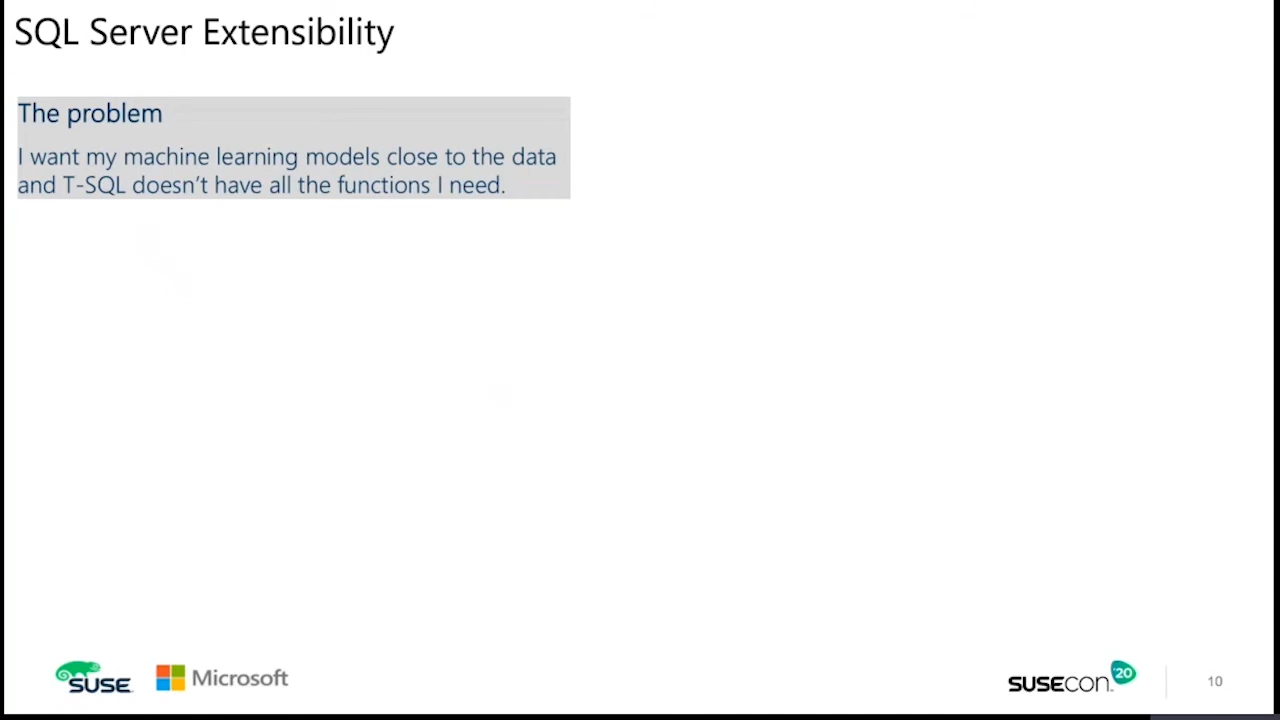 SQL Server Extensibility
The problem
I want my machine learning models close to the data
and T-SQL doesn’t have all the functions I need.
SUSE
Microsoft
SUSECON.
'20
10